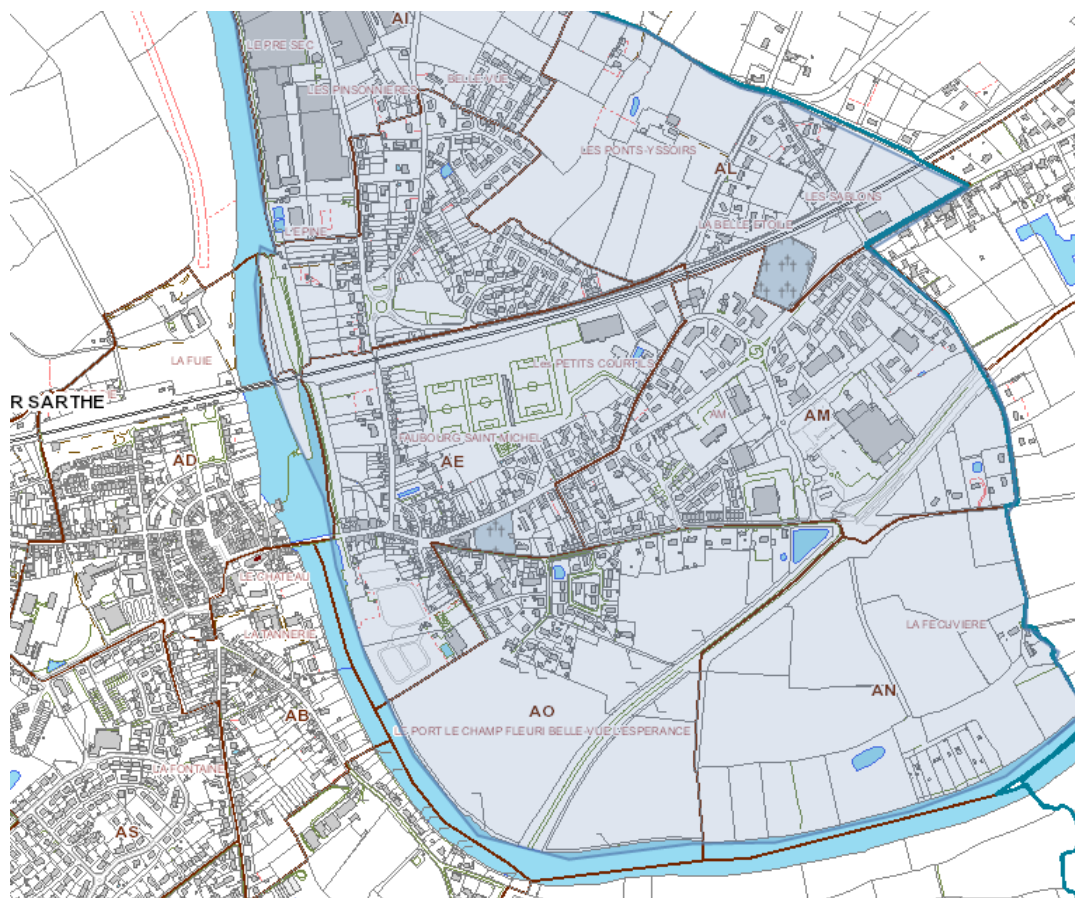 AI
LE PRE SEC
BELLE-VUE
LES PINSONNIERES
LES PONTS YSSOIRS
AL
LES SABLONS
LA BELLE ETOILE
L'EPINE
LA FUIE
Les PETITS COURTILS
R SARTHE
AM
AM
FAUBOURG SAINT-MICHEL
AD
AE
LE CHATEAU
LA TANNERIE
LA FECUVIERE
AN
AO
AB
LE PORT LE CHAMP FLEURI BELLE-VUE L'ESPERANCE
LA FONTAINE
AS